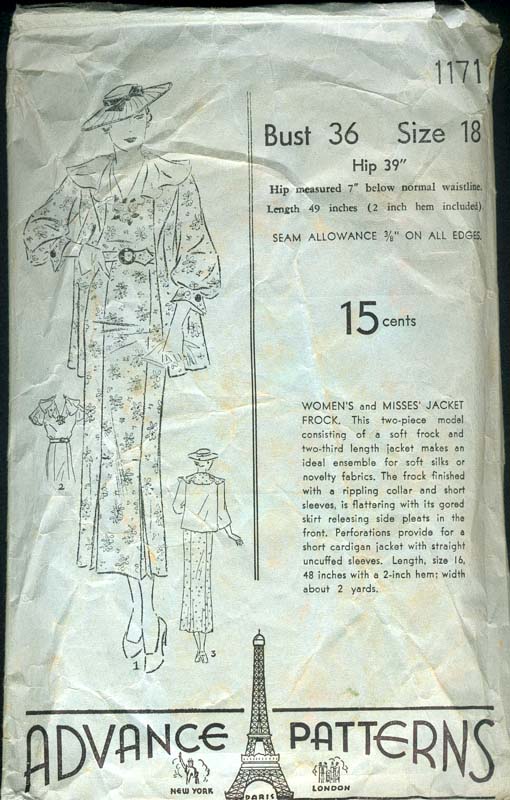 1171
Bust 36 Size 18
Hip 39"
Hip measured 7" below normal waistline.
Length 49 inches (2 inch hem included).
SEAM ALLOWANCE ⅜" ON ALL EDGES.
15 cents
WOMEN'S and MISSES' JACKET
FROCK. This two-piece model
consisting of a soft frock and
two-third length jacket makes an
ideal ensemble for soft silks or
novelty fabrics. The frock finished
with a rippling collar and short
sleeves, is flattering with its gored
skirt releasing side pleats in the
front. Perforations provide for a
short cardigan jacket with straight
uncuffed sleeves. Length, size 16,
48 inches with a 2-inch hem; width
about 2 yards.
2
1
3
ADVANCE PATTERNS
NEW YORK PARIS LONDON